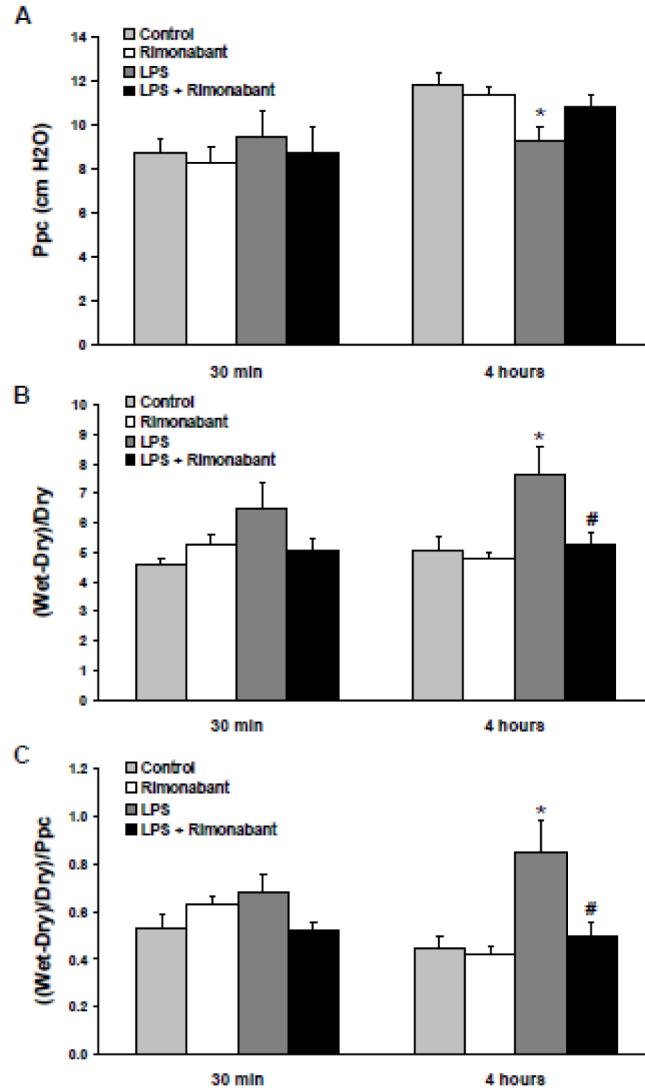 A
Control
Rimonabant
LPS
LPS + Rimonabant
14
12
10
8
6
4
2
0
Ppc (cm H2O)
*
30 min
4 hours
B
Control
Rimonabant
LPS
LPS + Rimonabant
10
9
8
7
6
5
4
3
2
1
0
(Wet-Dry)/Dry
*
#
30 min
4 hours
C
Control
Rimonabant
LPS
LPS + Rimonabant
1.2
1.0
0.8
0.6
0.4
0.2
0.0
((Wet-Dry)/Dry)/Ppc
*
#
30 min
4 hours